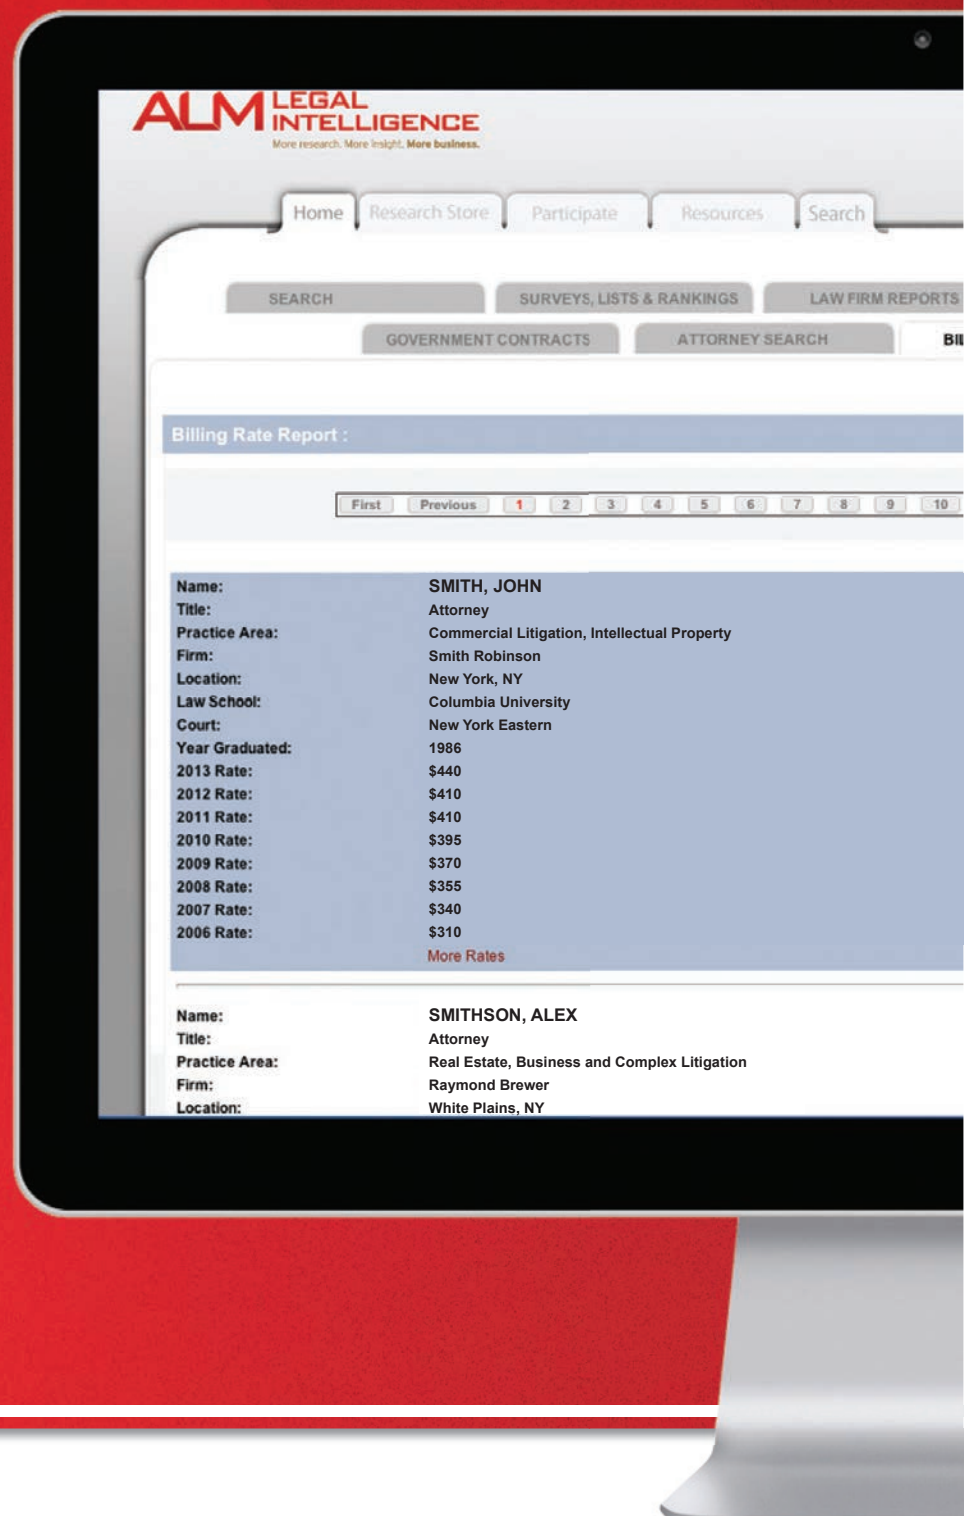 ALM LEGAL
INTELLIGENCE
More research. More insight. More business.
Home Research Store Participate Resources Search
SEARCH SURVEYS, LISTS & RANKINGS LAW FIRM REPORTS
GOVERNMENT CONTRACTS ATTORNEY SEARCH BIL
Billing Rate Report :
First Previous 1 2 3 4 5 6 7 8 9 10
Name: SMITH, JOHN
Title: Attorney
Practice Area: Commercial Litigation, Intellectual Property
Firm: Smith Robinson
Location: New York, NY
Law School: Columbia University
Court: New York Eastern
Year Graduated: 1986
2013 Rate: $440
2012 Rate: $410
2011 Rate: $410
2010 Rate: $395
2009 Rate: $370
2008 Rate: $355
2007 Rate: $340
2006 Rate: $310
More Rates
Name: SMITHSON, ALEX
Title: Attorney
Practice Area: Real Estate, Business and Complex Litigation
Firm: Raymond Brewer
Location: White Plains, NY